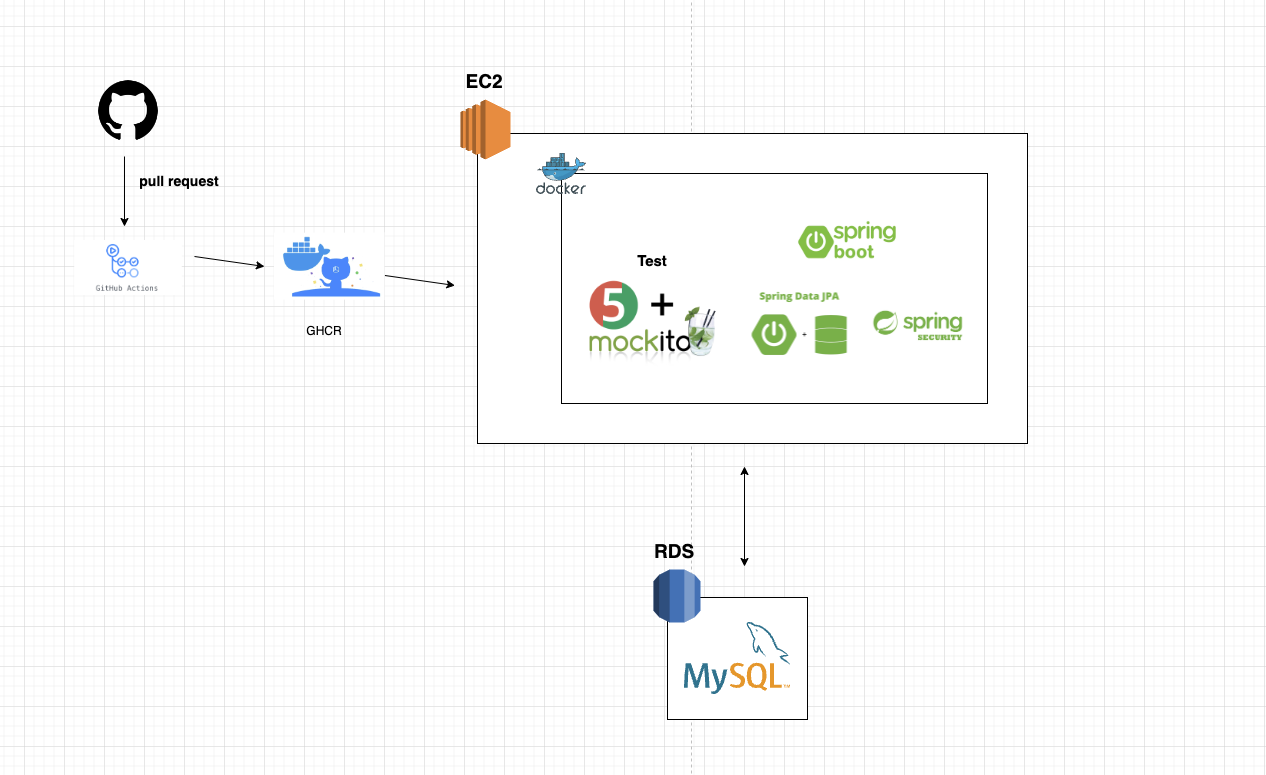 EC2
docker
pull request
GitHub Actions
GHCR
spring
boot
Test
5
+
mockito
Spring Data JPA
+
spring
SECURITY
RDS
MySQL™